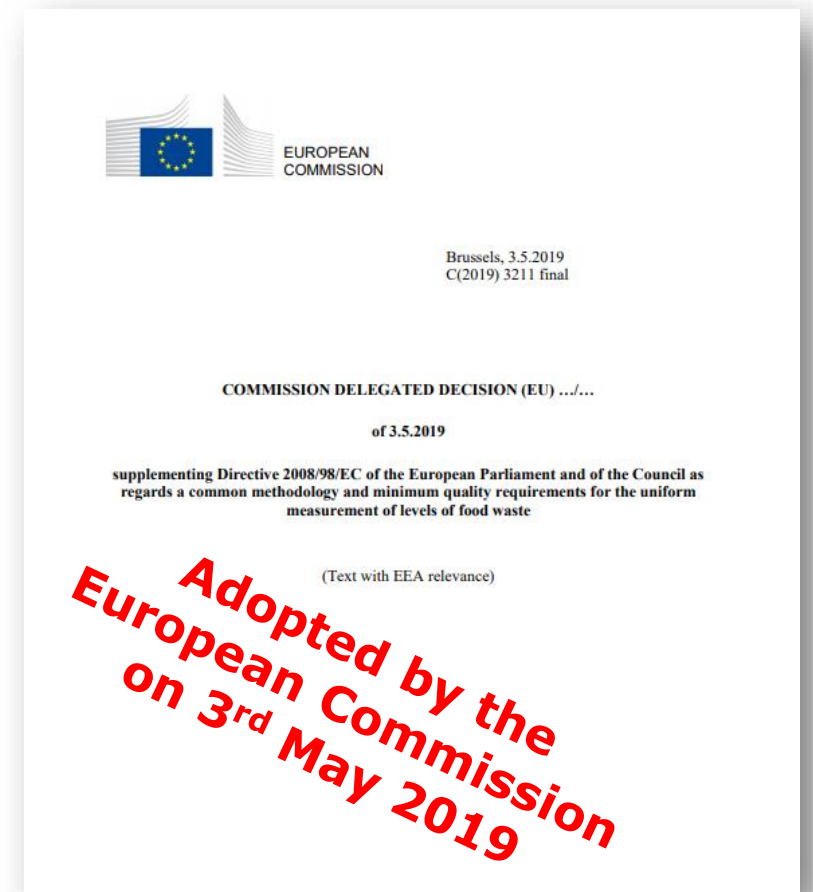 EUROPEAN
COMMISSION
Brussels, 3.5.2019
C(2019) 3211 final
COMMISSION DELEGATED DECISION (EU) …/…
of 3.5.2019
supplementing Directive 2008/98/EC of the European Parliament and of the Council as
regards a common methodology and minimum quality requirements for the uniform
measurement of levels of food waste
(Text with EEA relevance)
Adopted by the
European Commission
on 3rd May 2019